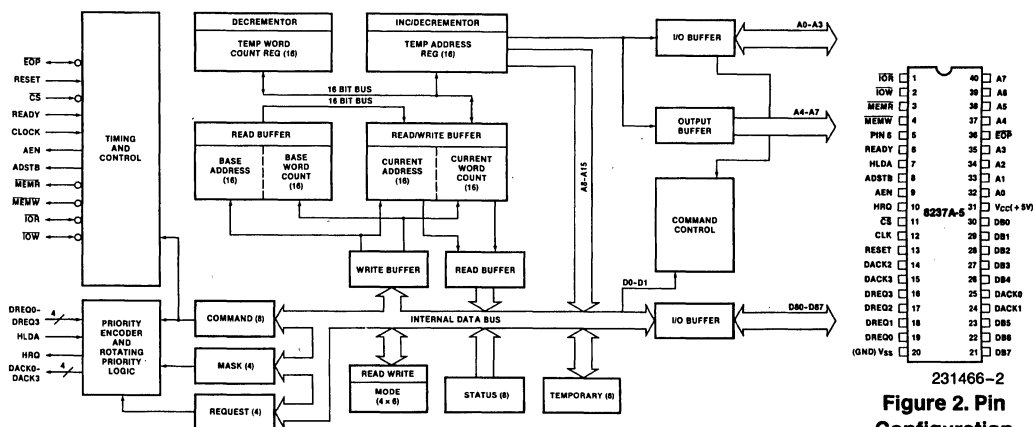 EOP
RESET
CS
READY
CLOCK
AEN
ADSTB
MEMR
MEMW
IOR
IOW
TIMING
AND
CONTROL
DREQ0-
DREQ3
4
HLDA
HRQ
DACK0-
DACK3
4
PRIORITY
ENCODER
AND
ROTATING
PRIORITY
LOGIC
DECREMENTOR
TEMP WORD
COUNT REG (16)
INC/DECREMENTOR
TEMP ADDRESS
REG (16)
16 BIT BUS
16 BIT BUS
READ BUFFER
BASE
ADDRESS
(16)
BASE
WORD
COUNT
(16)
READ/WRITE BUFFER
CURRENT
ADDRESS
(16)
CURRENT
WORD
COUNT
(16)
A8-A15
WRITE BUFFER
READ BUFFER
COMMAND (8)
MASK (4)
REQUEST (4)
INTERNAL DATA BUS
READ WRITE
MODE
(4 x 6)
STATUS (8)
TEMPORARY (8)
I/O BUFFER
A0-A3
OUTPUT
BUFFER
A4-A7
COMMAND
CONTROL
D0-D1
I/O BUFFER
D80-D87
IOR 1 40 A7
IOW 2 39 A6
MEMR 3 38 A5
MEMW 4 37 A4
PIN 5 5 36 EOP
READY 6 35 A3
HLDA 7 34 A2
ADSTB 8 33 A1
AEN 9 32 A0
HRQ 10 31 VCC(+5V)
CS 11 8237A-5 30 DB0
CLK 12 29 DB1
RESET 13 28 DB2
DACK2 14 27 DB3
DACK3 15 26 DB4
DREQ3 16 25 DACK0
DREQ2 17 24 DACK1
DREQ1 18 23 DB5
DREQ0 19 22 DB6
(GND) VSS 20 21 DB7
231466-2
Figure 2. Pin
Configuration